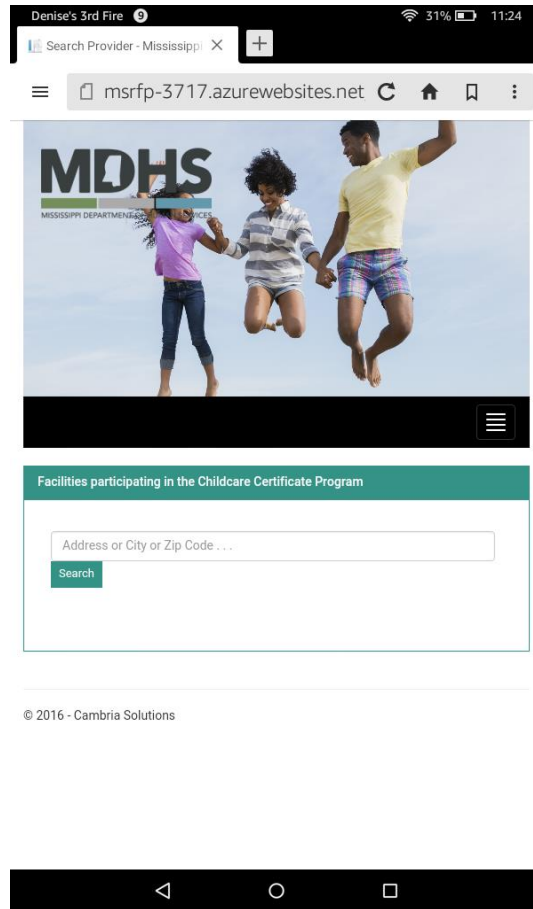 Denise's 3rd Fire 9 31% 11:24
Search Provider - Mississippi
msrfp-3717.azurewebsites.net
MDHS
MISSISSIPPI DEPARTMENT
Facilities participating in the Childcare Certificate Program
Address or City or Zip Code . . .
Search
© 2016 - Cambria Solutions